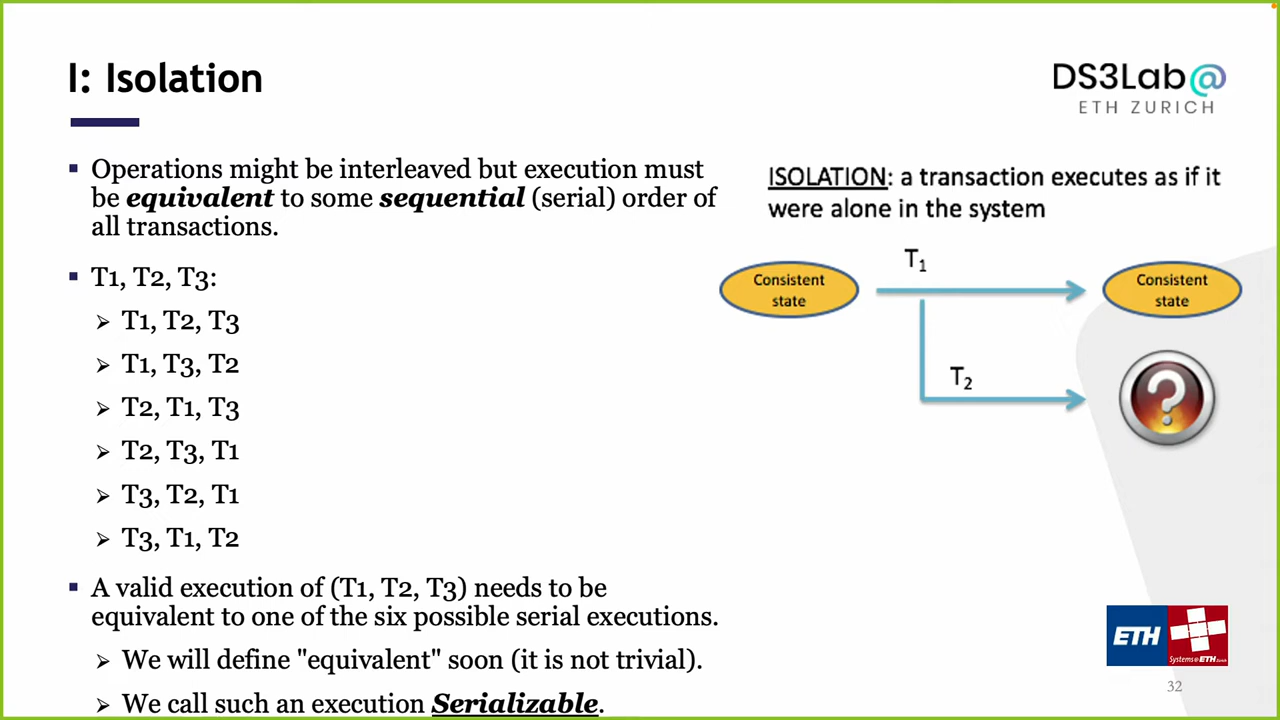 I: Isolation
DS3Lab@
ETH ZURICH
▪ Operations might be interleaved but execution must
be equivalent to some sequential (serial) order of
all transactions.
▪ T1, T2, T3:
➢ T1, T2, T3
➢ T1, T3, T2
➢ T2, T1, T3
➢ T2, T3, T1
➢ T3, T2, T1
➢ T3, T1, T2
▪ A valid execution of (T1, T2, T3) needs to be
equivalent to one of the six possible serial executions.
➢ We will define "equivalent" soon (it is not trivial).
➢ We call such an execution Serializable.
ISOLATION: a transaction executes as if it
were alone in the system
T1
Consistent
state
Consistent
state
T2
?
ETH
Systems@ETH Zurich
32